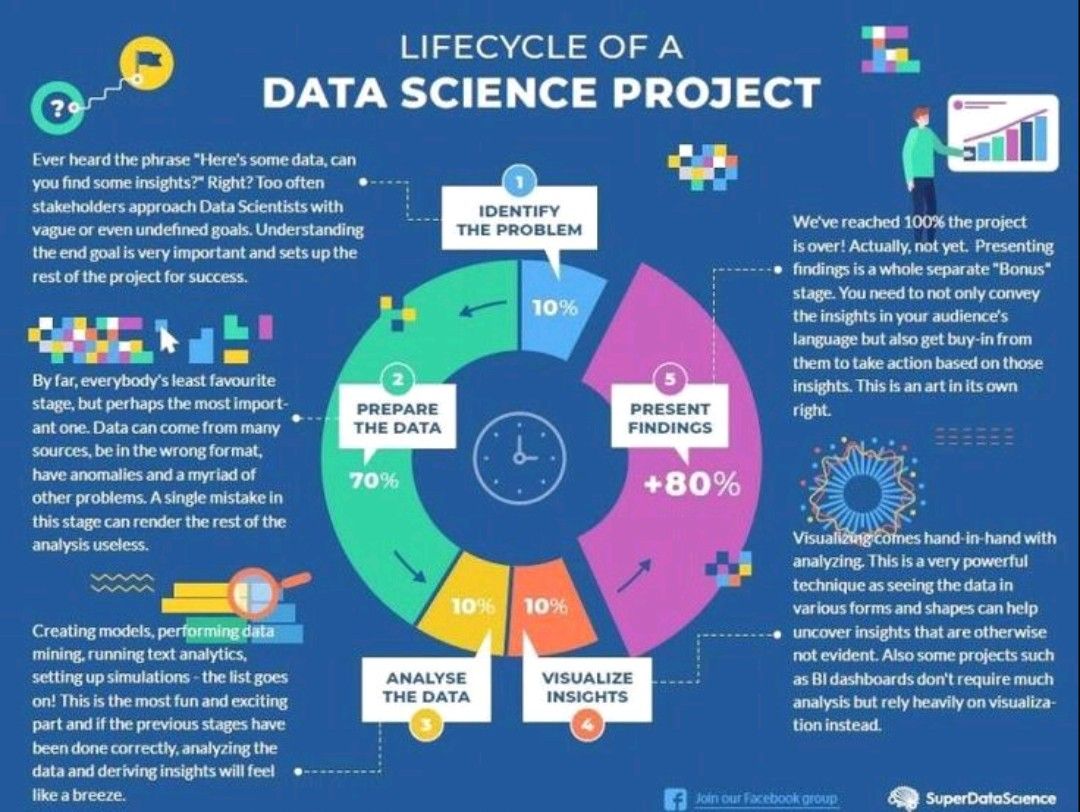 LIFECYCLE OF A
DATA SCIENCE PROJECT
?
Ever heard the phrase "Here's some data, can
you find some insights?" Right? Too often
stakeholders approach Data Scientists with
vague or even undefined goals. Understanding
the end goal is very important and sets up the
rest of the project for success.
1
IDENTIFY
THE PROBLEM
10%
By far, everybody's least favourite
stage, but perhaps the most import-
ant one. Data can come from many
sources, be in the wrong format,
have anomalies and a myriad of
other problems. A single mistake in
this stage can render the rest of the
analysis useless.
2
PREPARE
THE DATA
70%
Creating models, performing data
mining, running text analytics,
setting up simulations - the list goes
on! This is the most fun and exciting
part and if the previous stages have
been done correctly, analyzing the
data and deriving insights will feel
like a breeze.
10%
ANALYSE
THE DATA
3
10%
VISUALIZE
INSIGHTS
4
Visualizing comes hand-in-hand with
analyzing. This is a very powerful
technique as seeing the data in
various forms and shapes can help
uncover insights that are otherwise
not evident. Also some projects such
as BI dashboards don't require much
analysis but rely heavily on visualiza-
tion instead.
5
PRESENT
FINDINGS
+80%
We've reached 100% the project
is over! Actually, not yet. Presenting
findings is a whole separate "Bonus"
stage. You need to not only convey
the insights in your audience's
language but also get buy-in from
them to take action based on those
insights. This is an art in its own
right.
f Join our Facebook group
SuperDataScience